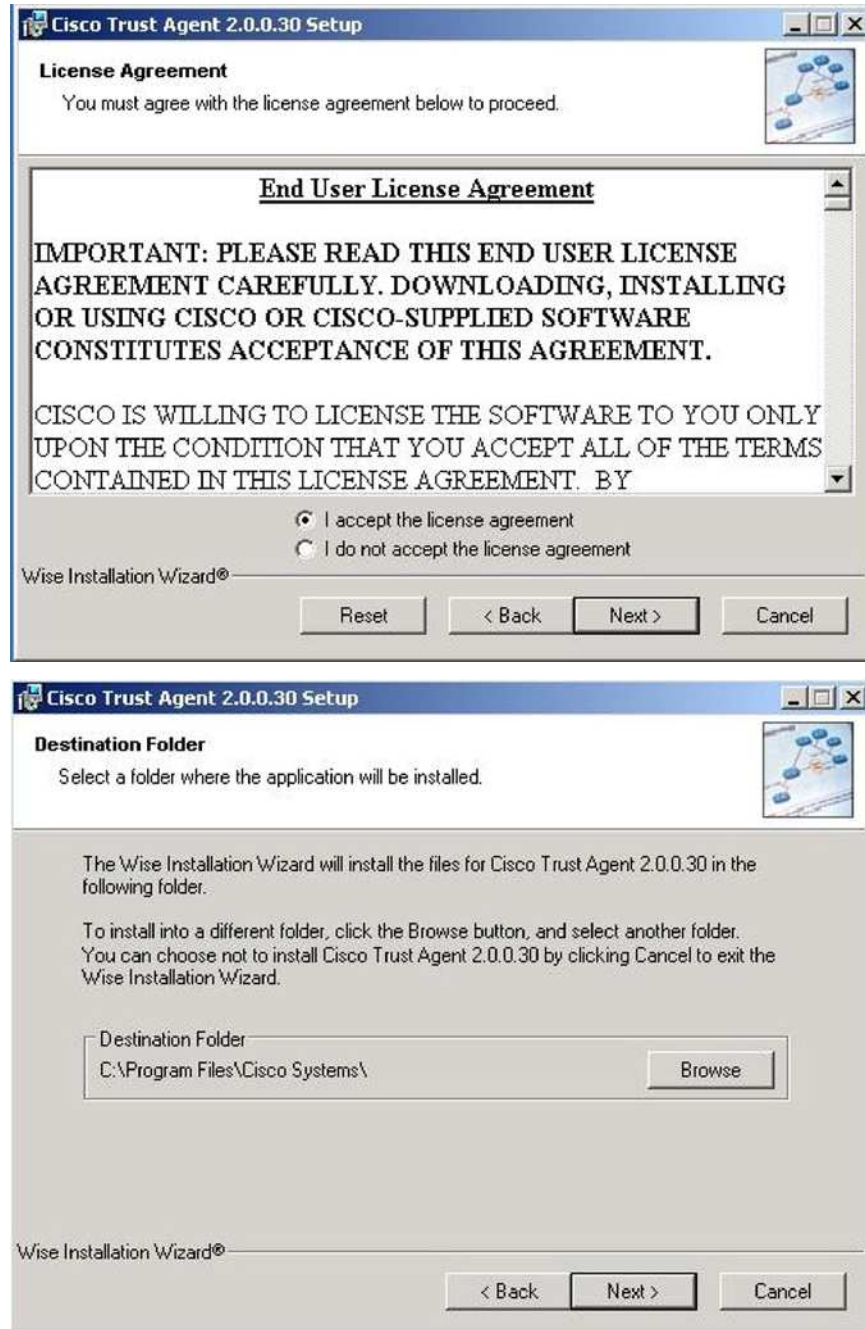 Cisco Trust Agent 2.0.0.30 Setup
License Agreement
You must agree with the license agreement below to proceed.
End User License Agreement
IMPORTANT: PLEASE READ THIS END USER LICENSE
AGREEMENT CAREFULLY. DOWNLOADING, INSTALLING
OR USING CISCO OR CISCO-SUPPLIED SOFTWARE
CONSTITUTES ACCEPTANCE OF THIS AGREEMENT.
CISCO IS WILLING TO LICENSE THE SOFTWARE TO YOU ONLY
UPON THE CONDITION THAT YOU ACCEPT ALL OF THE TERMS
CONTAINED IN THIS LICENSE AGREEMENT. BY
I accept the license agreement
I do not accept the license agreement
Wise Installation Wizard®
Reset < Back Next > Cancel
Cisco Trust Agent 2.0.0.30 Setup
Destination Folder
Select a folder where the application will be installed.
The Wise Installation Wizard will install the files for Cisco Trust Agent 2.0.0.30 in the
following folder.
To install into a different folder, click the Browse button, and select another folder.
You can choose not to install Cisco Trust Agent 2.0.0.30 by clicking Cancel to exit the
Wise Installation Wizard.
Destination Folder
C:\Program Files\Cisco Systems\ Browse
Wise Installation Wizard®
< Back Next > Cancel